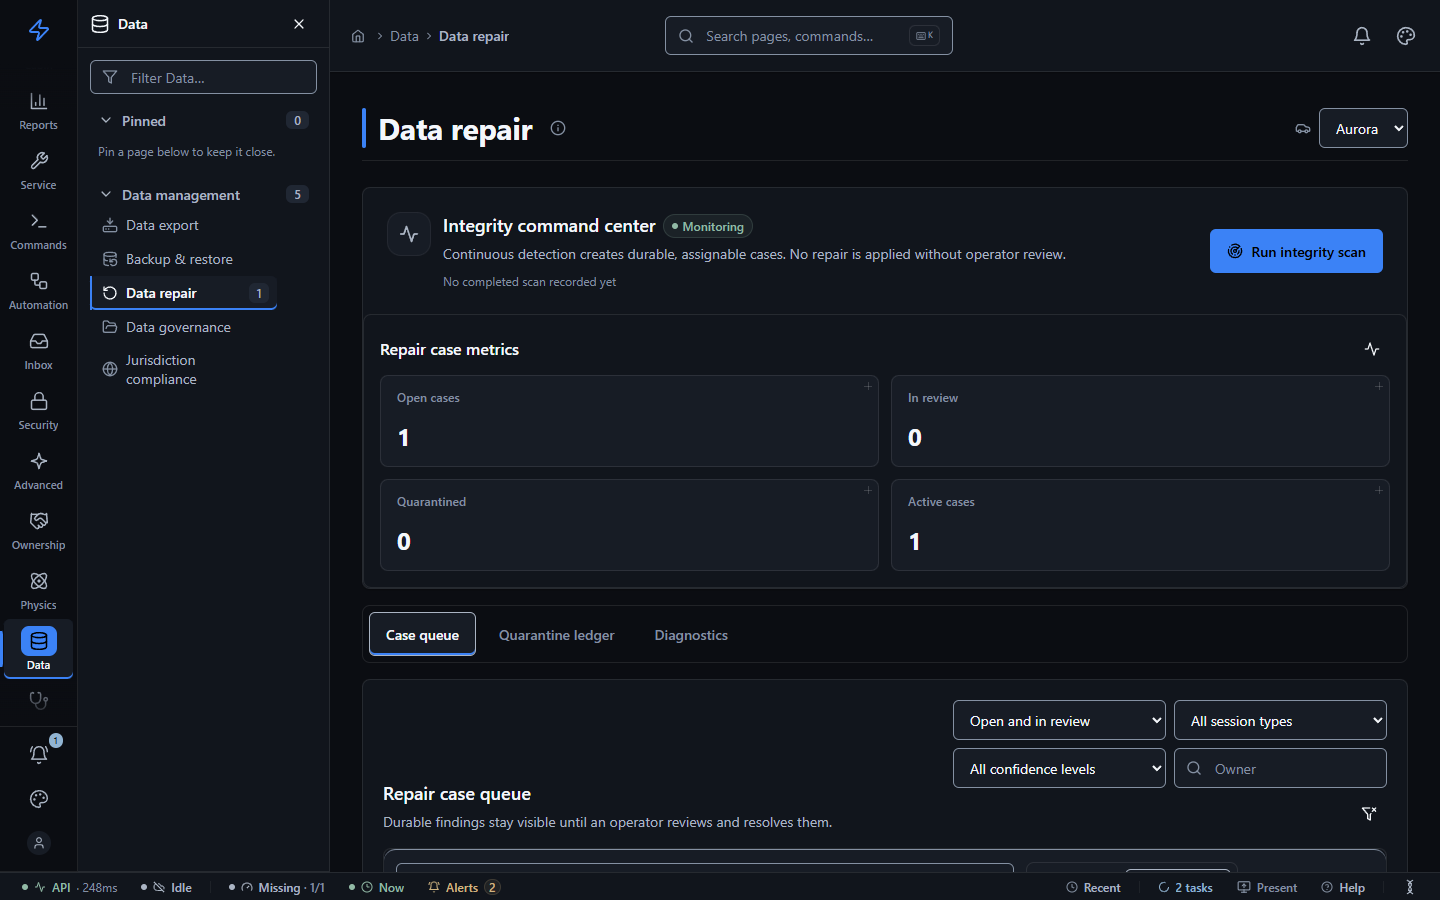 Data
Data
Data repair
Search pages, commands...
K
Filter Data...
Reports
Service
Commands
Automation
Inbox
Security
Advanced
Ownership
Physics
Data
1
Pinned
0
Pin a page below to keep it close.
Data management
5
Data export
Backup & restore
Data repair
1
Data governance
Jurisdiction
compliance
Data repair
Aurora
Integrity command center
Monitoring
Continuous detection creates durable, assignable cases. No repair is applied without operator review.
No completed scan recorded yet
Run integrity scan
Repair case metrics
Open cases
1
In review
0
Quarantined
0
Active cases
1
Case queue
Quarantine ledger
Diagnostics
Open and in review
All session types
All confidence levels
Owner
Repair case queue
Durable findings stay visible until an operator reviews and resolves them.
API · 248ms
Idle
Missing · 1/1
Now
Alerts 2
Recent
2 tasks
Present
Help